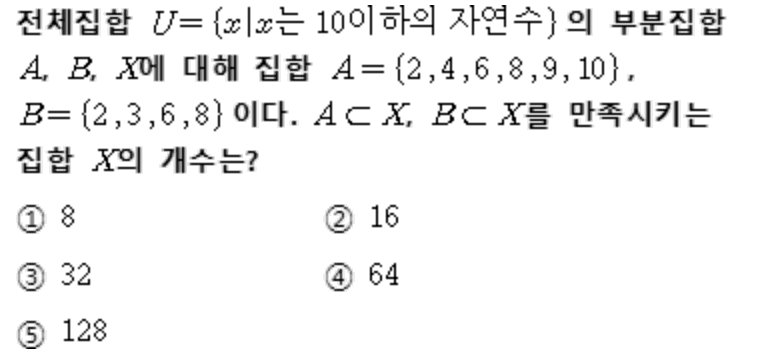 전체집합 U={x|x는 10이하의 자연수}의 부분집합
A, B, X에 대해 집합 A={2,4,6,8,9,10},
B={2,3,6,8}이다. A⊂X, B⊂X를 만족시키는
집합 X의 개수는?
① 8 ② 16
③ 32 ④ 64
⑤ 128